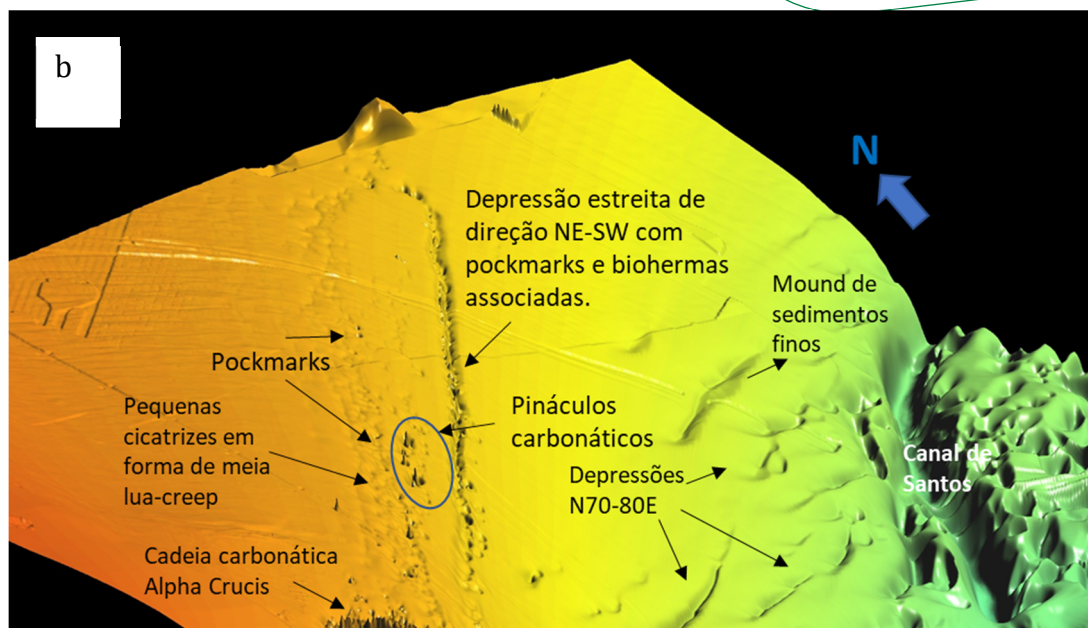 b
N
Depressão estreita de
direção NE-SW com
pockmarks e biohermas
associadas.
Mound de
sedimentos
finos
Pockmarks
Pequenas
cicatrizes em
forma de meia
lua-creep
Pináculos
carbonáticos
Depressões
N70-80E
Canal de
Santos
Cadeia carbonática
Alpha Crucis